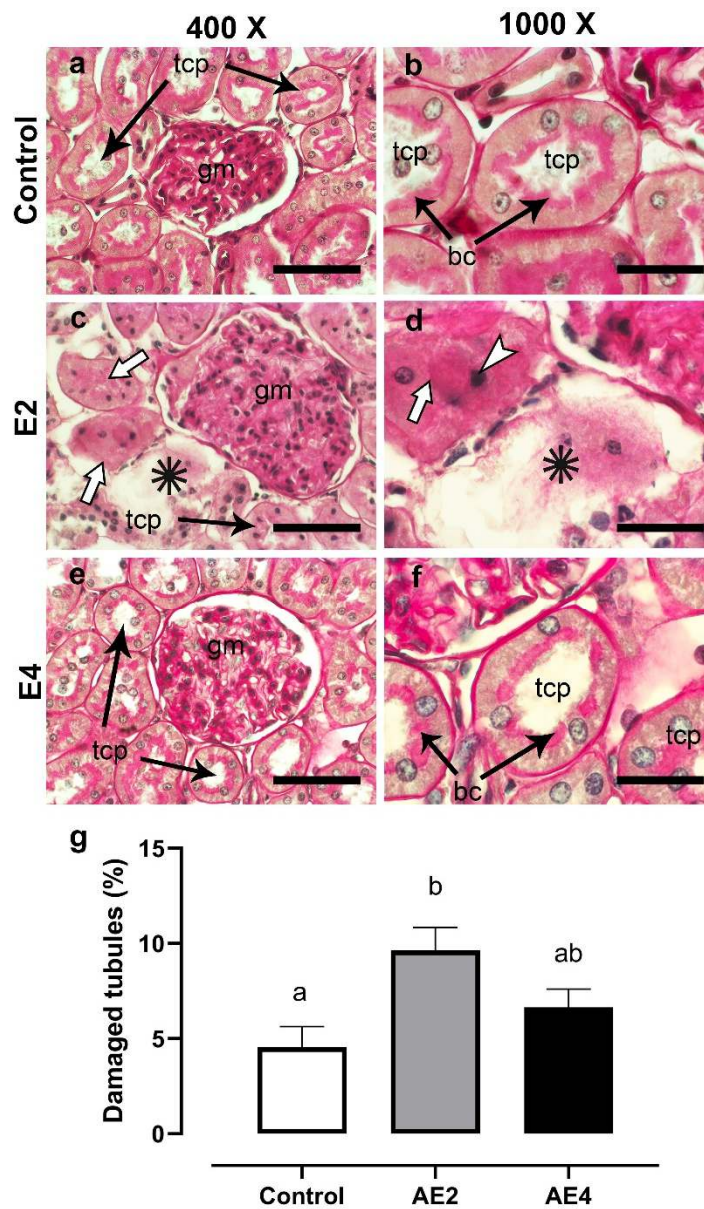 400 X 1000 X
Control
a
tcp
gm
b
tcp
tcp
bc
E2
c
gm
tcp
d
E4
e
gm
tcp
f
tcp
tcp
bc
g
Damaged tubules (%)
15
10
5
0
a
b
ab
Control AE2 AE4